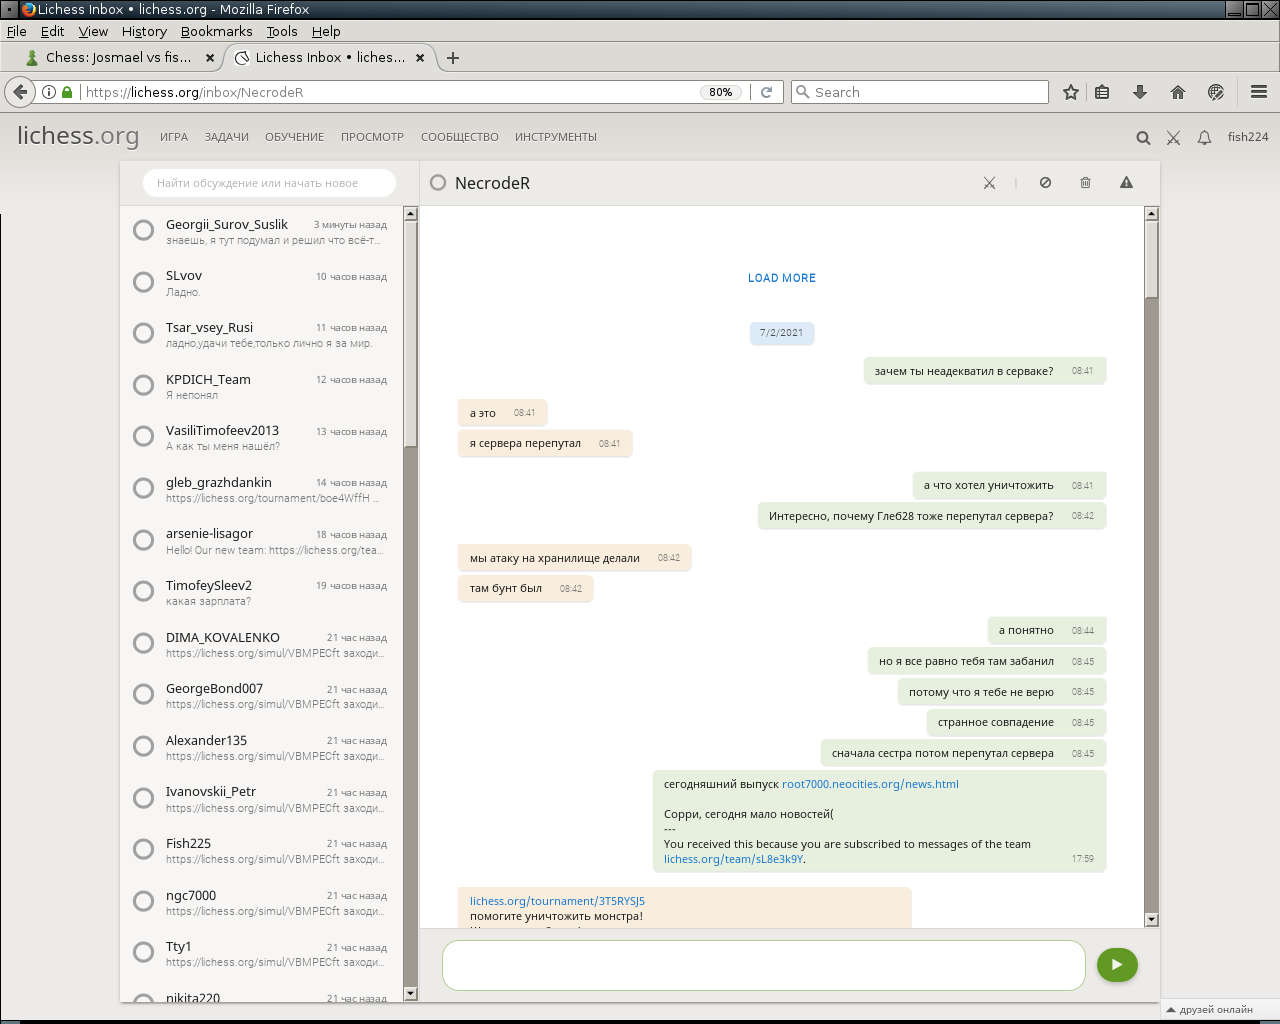 Lichess Inbox • lichess.org - Mozilla Firefox
File Edit View History Bookmarks Tools Help
Chess: Josmael vs fis...
Lichess Inbox • liches...
https://lichess.org/inbox/NecrodeR
80%
Search
lichess.org
ИГРА ЗАДАЧИ ОБУЧЕНИЕ ПРОСМОТР СООБЩЕСТВО ИНСТРУМЕНТЫ
fish224
Найти обсуждение или начать новое
Georgii_Surov_Suslik 3 минуты назад
знаешь, я тут подумал и решил что всё-т...
SLvov 10 часов назад
Ладно.
Tsar_vsey_Rusi 11 часов назад
ладно,удачи тебе,только лично я за мир.
KPDICH_Team 12 часов назад
Я непонял
VasiliTimofeev2013 13 часов назад
А как ты меня нашёл?
gleb_grazhdankin 14 часов назад
https://lichess.org/tournament/boe4WffH ...
arsenie-lisagor 18 часов назад
Hello! Our new team: https://lichess.org/tea...
TimofeySleev2 19 часов назад
какая зарплата?
DIMA_KOVALENKO 21 час назад
https://lichess.org/simul/VBMPECft заходи...
GeorgeBond007 21 час назад
https://lichess.org/simul/VBMPECft заходи...
Alexander135 21 час назад
https://lichess.org/simul/VBMPECft заходи...
Ivanovskii_Petr 21 час назад
https://lichess.org/simul/VBMPECft заходи...
Fish225 21 час назад
https://lichess.org/simul/VBMPECft заходи...
ngc7000 21 час назад
https://lichess.org/simul/VBMPECft заходи...
Tty1 21 час назад
https://lichess.org/simul/VBMPECft заходи...
nikita220 21 час назад
NecrodeR
LOAD MORE
7/2/2021
зачем ты неадекватил в серваке? 08:41
а это 08:41
я сервера перепутал 08:41
а что хотел уничтожить 08:41
Интересно, почему Глеб28 тоже перепутал сервера? 08:42
мы атаку на хранилище делали 08:42
там бунт был 08:42
а понятно 08:44
но я все равно тебя там забанил 08:45
потому что я тебе не верю 08:45
странное совпадение 08:45
сначала сестра потом перепутал сервера 08:45
сегодняшний выпуск root7000.neocities.org/news.html
Сорри, сегодня мало новостей(
---
You received this because you are subscribed to messages of the team
lichess.org/team/sL8e3k9Y. 17:59
lichess.org/tournament/3T5RYSJ5
помогите уничтожить монстра!
друзей онлайн